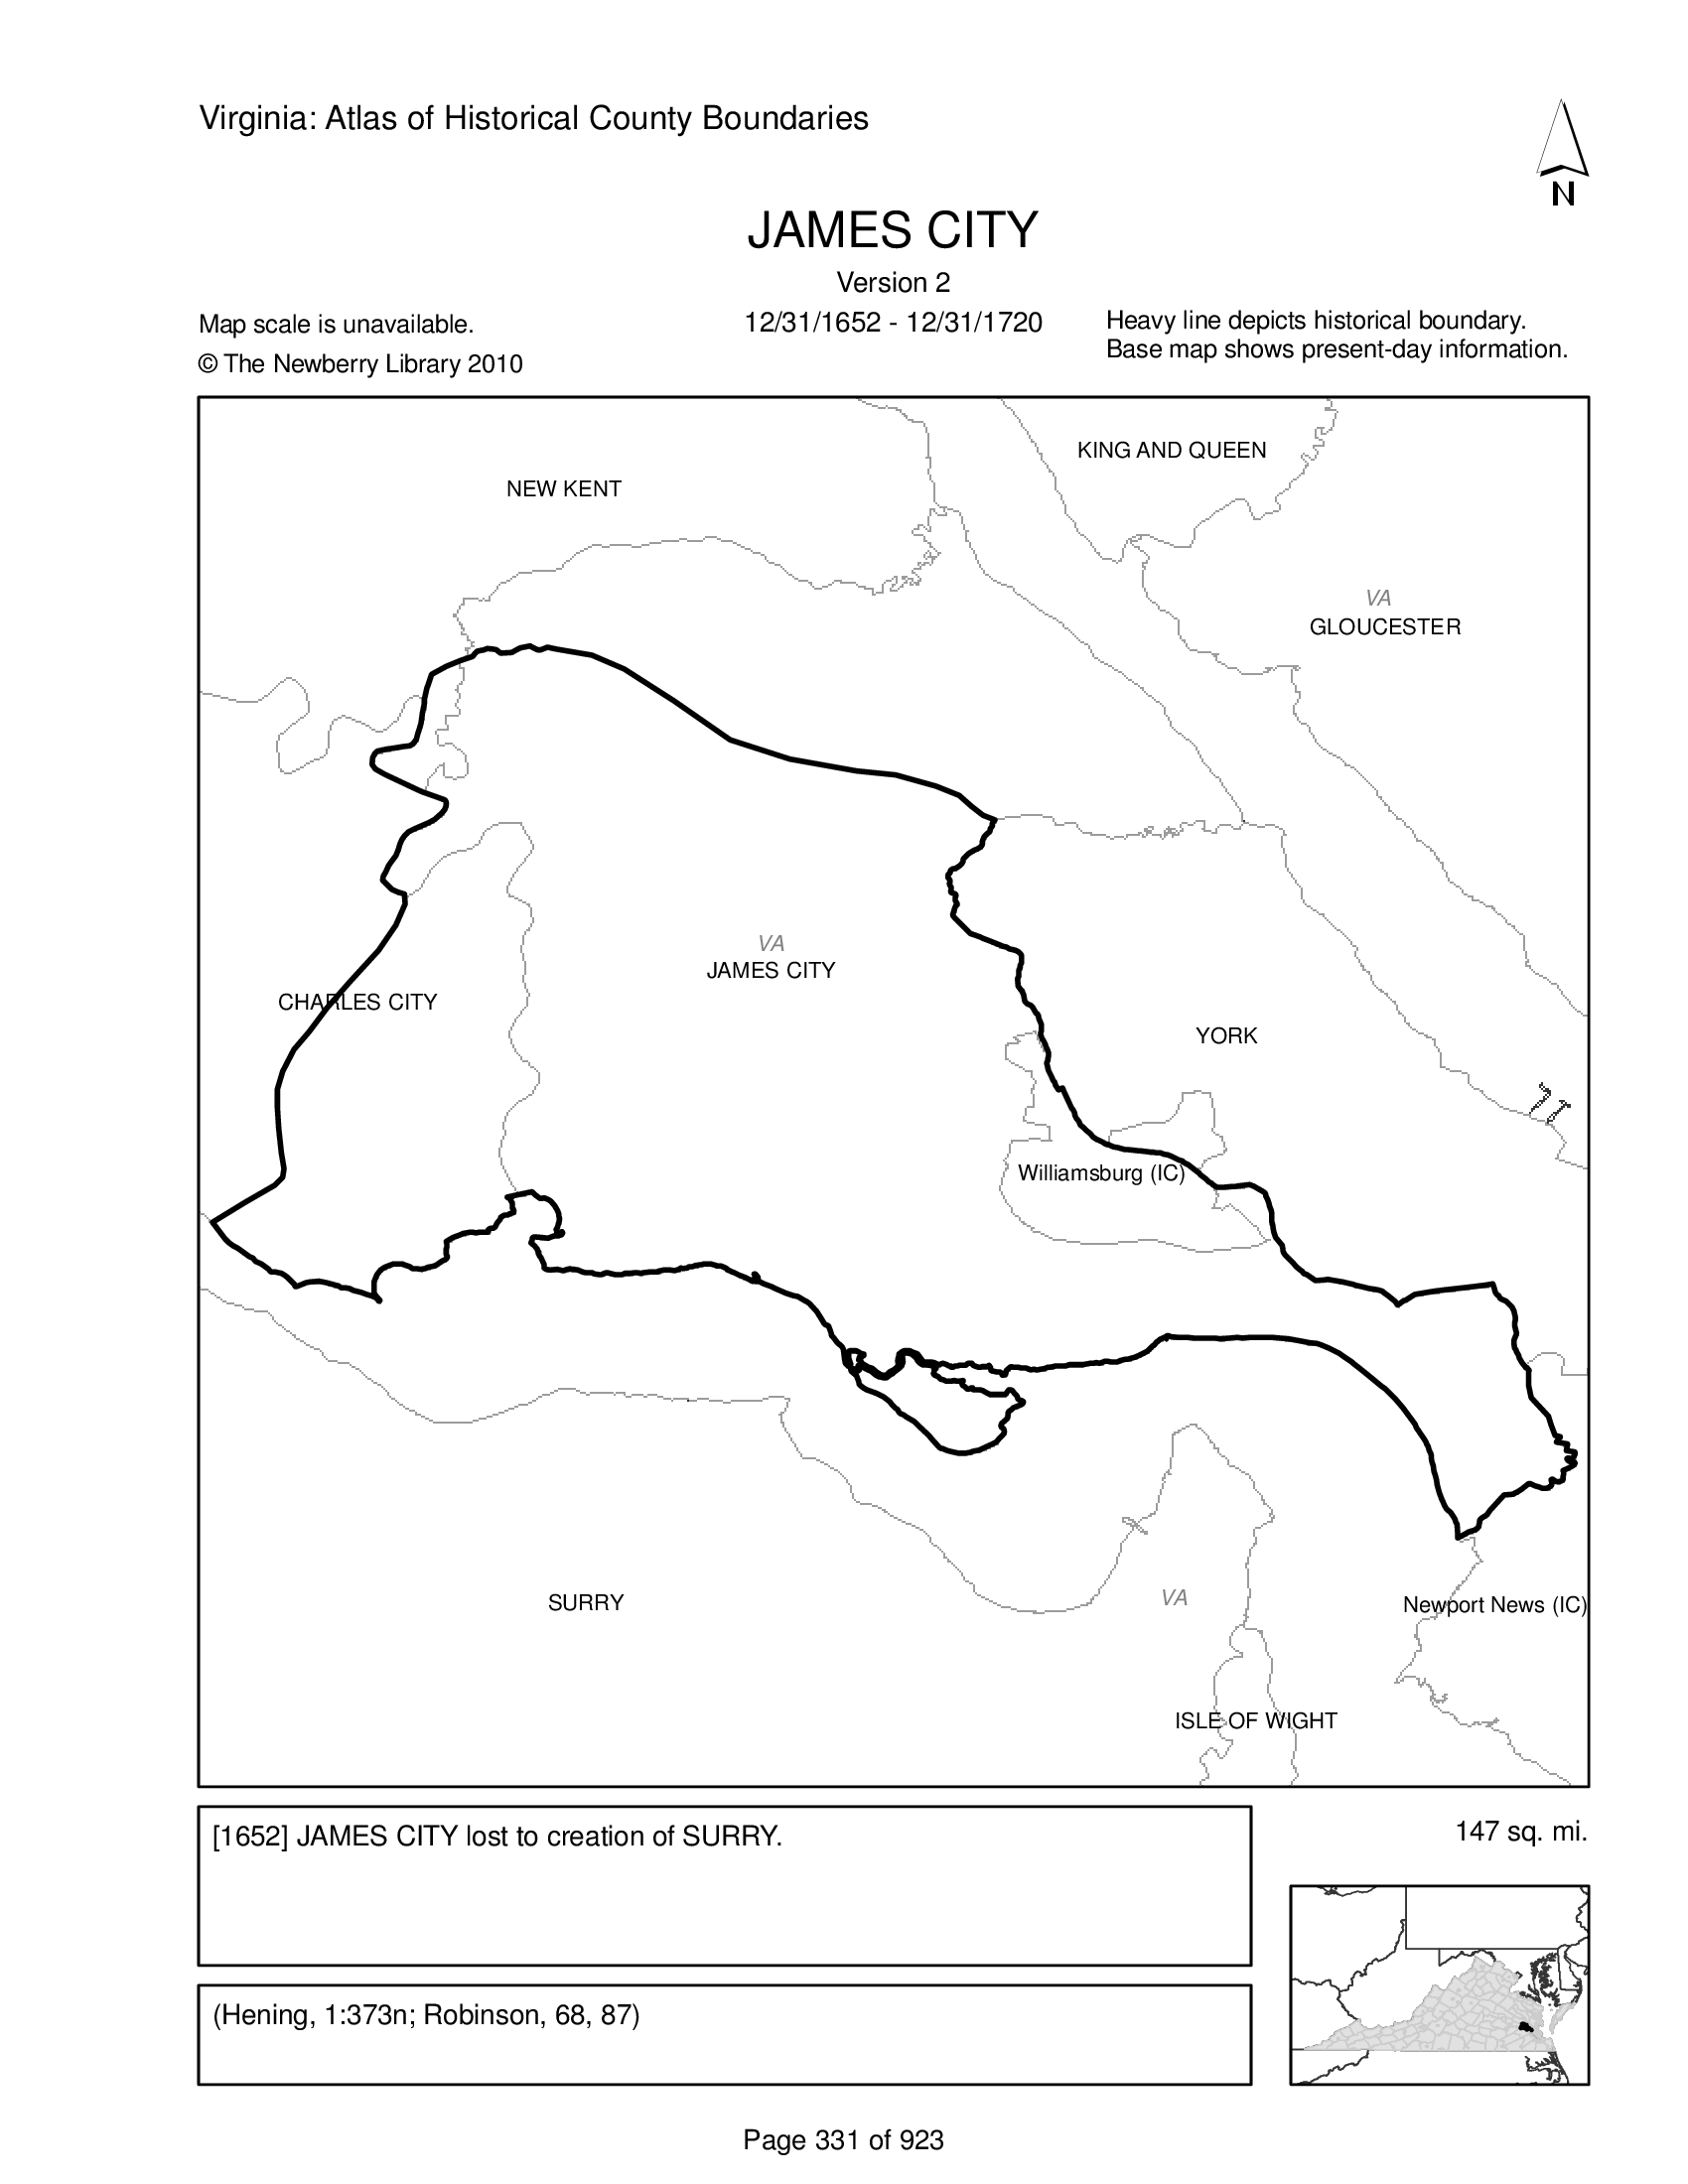 Virginia: Atlas of Historical County Boundaries
N
JAMES CITY
Version 2
12/31/1652 - 12/31/1720
Map scale is unavailable.
© The Newberry Library 2010
Heavy line depicts historical boundary.
Base map shows present-day information.
KING AND QUEEN
NEW KENT
VA
GLOUCESTER
VA
JAMES CITY
CHARLES CITY
YORK
Williamsburg (IC)
VA
SURRY
Newport News (IC)
ISLE OF WIGHT
[1652] JAMES CITY lost to creation of SURRY.
147 sq. mi.
(Hening, 1:373n; Robinson, 68, 87)
Page 331 of 923